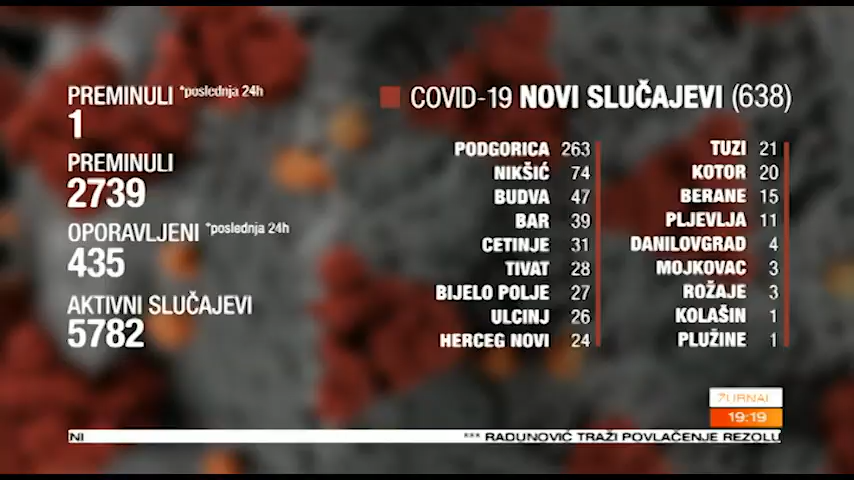 PREMINULI *poslednja 24h
1
PREMINULI
2739
OPORAVLJENI *poslednja 24h
435
AKTIVNI SLUČAJEVI
5782
COVID-19 NOVI SLUČAJEVI (638)
PODGORICA 263
NIKŠIĆ 74
BUDVA 47
BAR 39
CETINJE 31
TIVAT 28
BIJELO POLJE 27
ULCINJ 26
HERCEG NOVI 24
TUZI 21
KOTOR 20
BERANE 15
PLJEVLJA 11
DANILOVGRAD 4
MOJKOVAC 3
ROŽAJE 3
KOLAŠIN 1
PLUŽINE 1
ŽURNAL
19:19
NI *** RADUNOVIĆ TRAŽI POVLAČENJE REZOLU